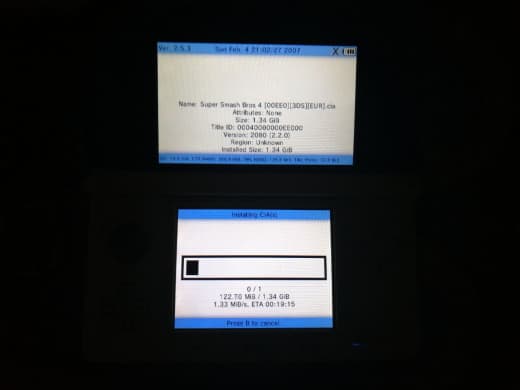 Ver. 2.5.3 Sun Feb 4 21:02:27 2007
Name: Super Smash Bros 4 [00EE0][3DS][EUR].cia
Attributes: None
Size: 1.34 GiB
Title ID: 00040000000EE000
Version: 2080 (2.2.0)
Region: Unknown
Installed Size: 1.34 GiB
Installing CIA(s)
0 / 1
122.70 MiB / 1.34 GiB
1.33 MiB/s, ETA 00:19:15
Press B to cancel